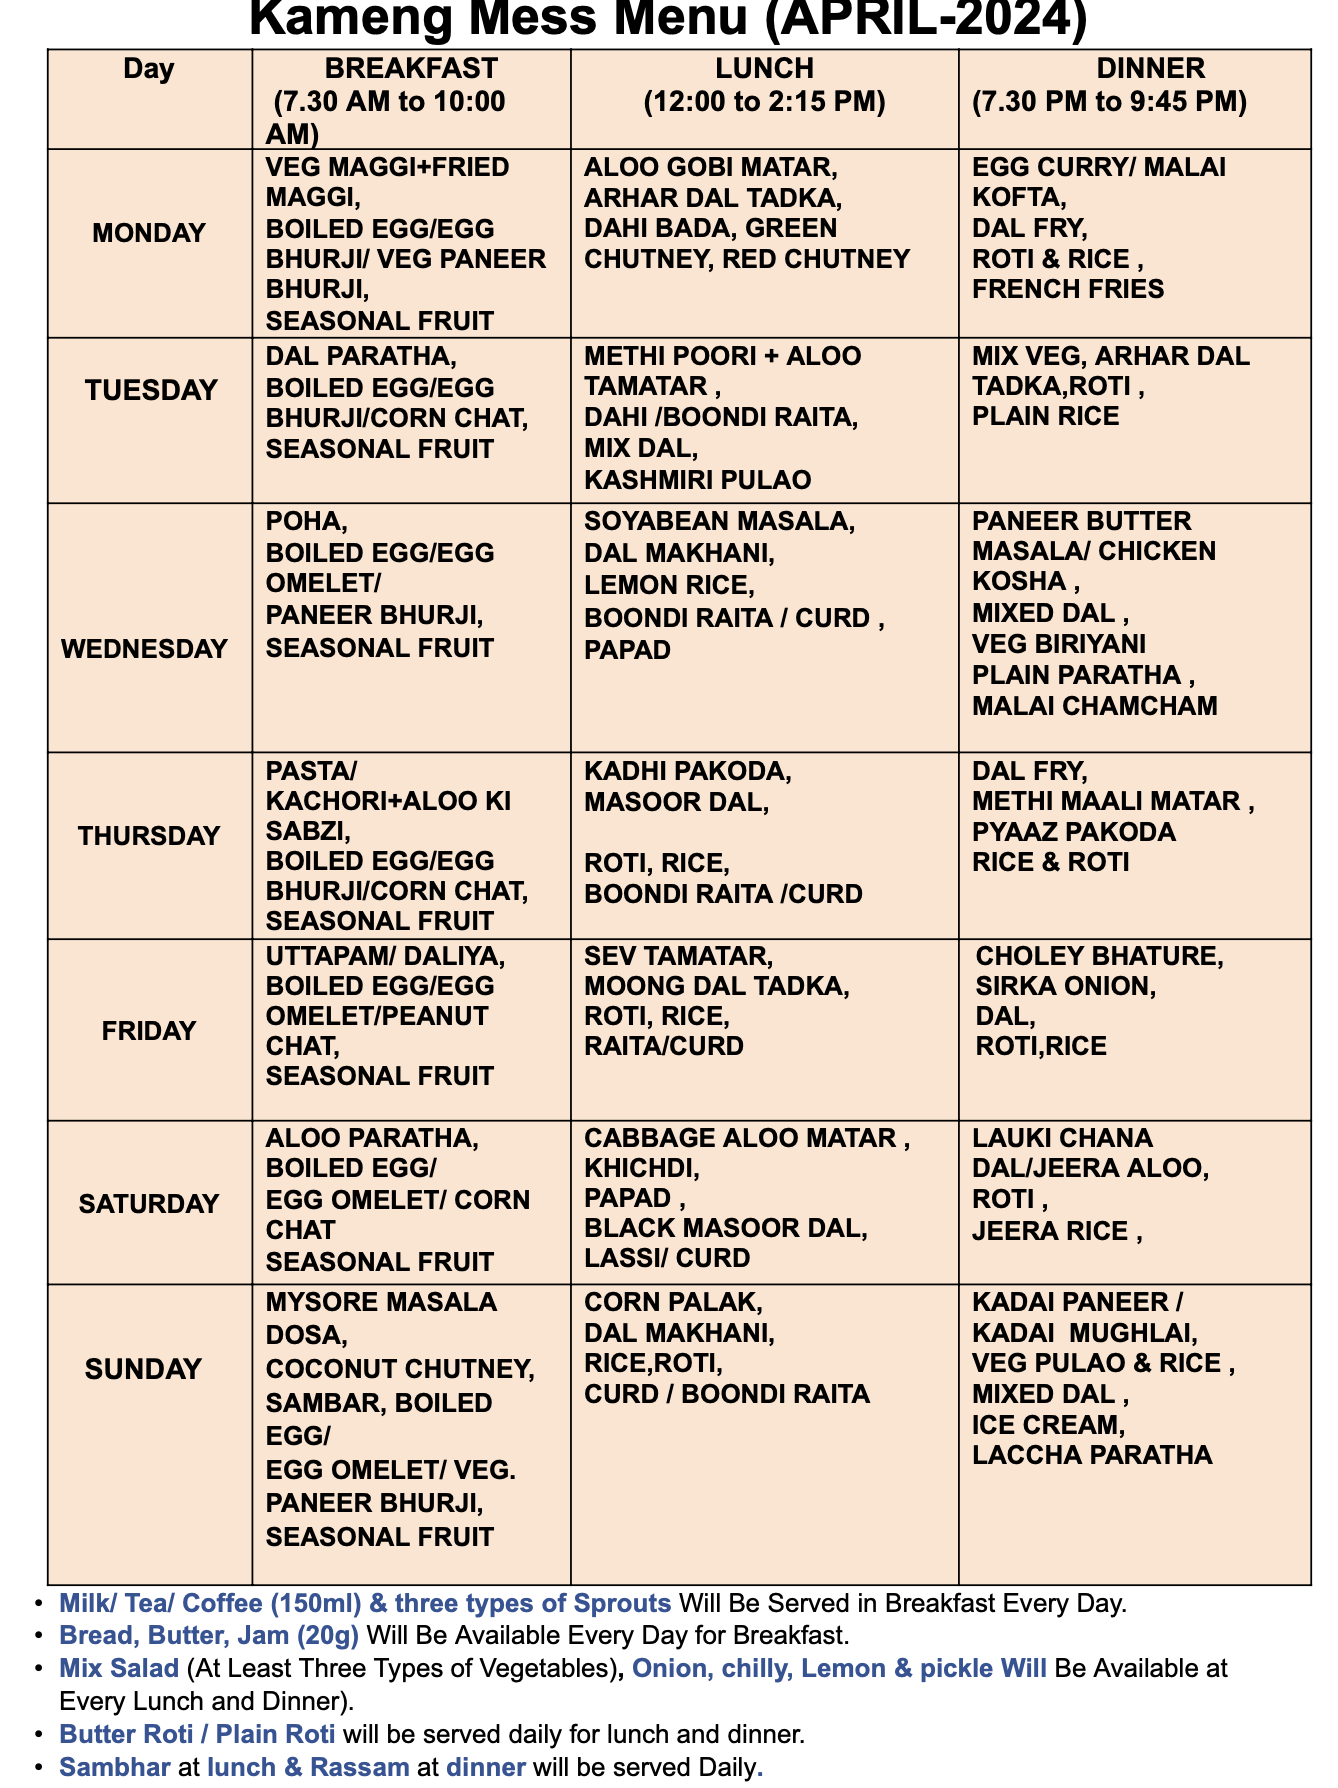 Kameng Mess Menu (APRIL-2024)
Day
BREAKFAST
(7.30 AM to 10:00
AM)
LUNCH
(12:00 to 2:15 PM)
DINNER
(7.30 PM to 9:45 PM)
MONDAY
VEG MAGGI+FRIED
MAGGI,
BOILED EGG/EGG
BHURJI/ VEG PANEER
BHURJI,
SEASONAL FRUIT
ALOO GOBI MATAR,
ARHAR DAL TADKA,
DAHI BADA, GREEN
CHUTNEY, RED CHUTNEY
EGG CURRY/ MALAI
KOFTA,
DAL FRY,
ROTI & RICE ,
FRENCH FRIES
TUESDAY
DAL PARATHA,
BOILED EGG/EGG
BHURJI/CORN CHAT,
SEASONAL FRUIT
METHI POORI + ALOO
TAMATAR ,
DAHI /BOONDI RAITA,
MIX DAL,
KASHMIRI PULAO
MIX VEG, ARHAR DAL
TADKA,ROTI ,
PLAIN RICE
WEDNESDAY
POHA,
BOILED EGG/EGG
OMELET/
PANEER BHURJI,
SEASONAL FRUIT
SOYABEAN MASALA,
DAL MAKHANI,
LEMON RICE,
BOONDI RAITA / CURD ,
PAPAD
PANEER BUTTER
MASALA/ CHICKEN
KOSHA ,
MIXED DAL ,
VEG BIRIYANI
PLAIN PARATHA ,
MALAI CHAMCHAM
THURSDAY
PASTA/
KACHORI+ALOO KI
SABZI,
BOILED EGG/EGG
BHURJI/CORN CHAT,
SEASONAL FRUIT
KADHI PAKODA,
MASOOR DAL,
ROTI, RICE,
BOONDI RAITA /CURD
DAL FRY,
METHI MAALI MATAR ,
PYAAZ PAKODA
RICE & ROTI
FRIDAY
UTTAPAM/ DALIYA,
BOILED EGG/EGG
OMELET/PEANUT
CHAT,
SEASONAL FRUIT
SEV TAMATAR,
MOONG DAL TADKA,
ROTI, RICE,
RAITA/CURD
CHOLEY BHATURE,
SIRKA ONION,
DAL,
ROTI,RICE
SATURDAY
ALOO PARATHA,
BOILED EGG/
EGG OMELET/ CORN
CHAT
SEASONAL FRUIT
CABBAGE ALOO MATAR ,
KHICHDI,
PAPAD ,
BLACK MASOOR DAL,
LASSI/ CURD
LAUKI CHANA
DAL/JEERA ALOO,
ROTI ,
JEERA RICE ,
SUNDAY
MYSORE MASALA
DOSA,
COCONUT CHUTNEY,
SAMBAR, BOILED
EGG/
EGG OMELET/ VEG.
PANEER BHURJI,
SEASONAL FRUIT
CORN PALAK,
DAL MAKHANI,
RICE,ROTI,
CURD / BOONDI RAITA
KADAI PANEER /
KADAI MUGHLAI,
VEG PULAO & RICE ,
MIXED DAL ,
ICE CREAM,
LACCHA PARATHA
• Milk/ Tea/ Coffee (150ml) & three types of Sprouts Will Be Served in Breakfast Every Day.
• Bread, Butter, Jam (20g) Will Be Available Every Day for Breakfast.
• Mix Salad (At Least Three Types of Vegetables), Onion, chilly, Lemon & pickle Will Be Available at
Every Lunch and Dinner).
• Butter Roti / Plain Roti will be served daily for lunch and dinner.
• Sambhar at lunch & Rassam at dinner will be served Daily.